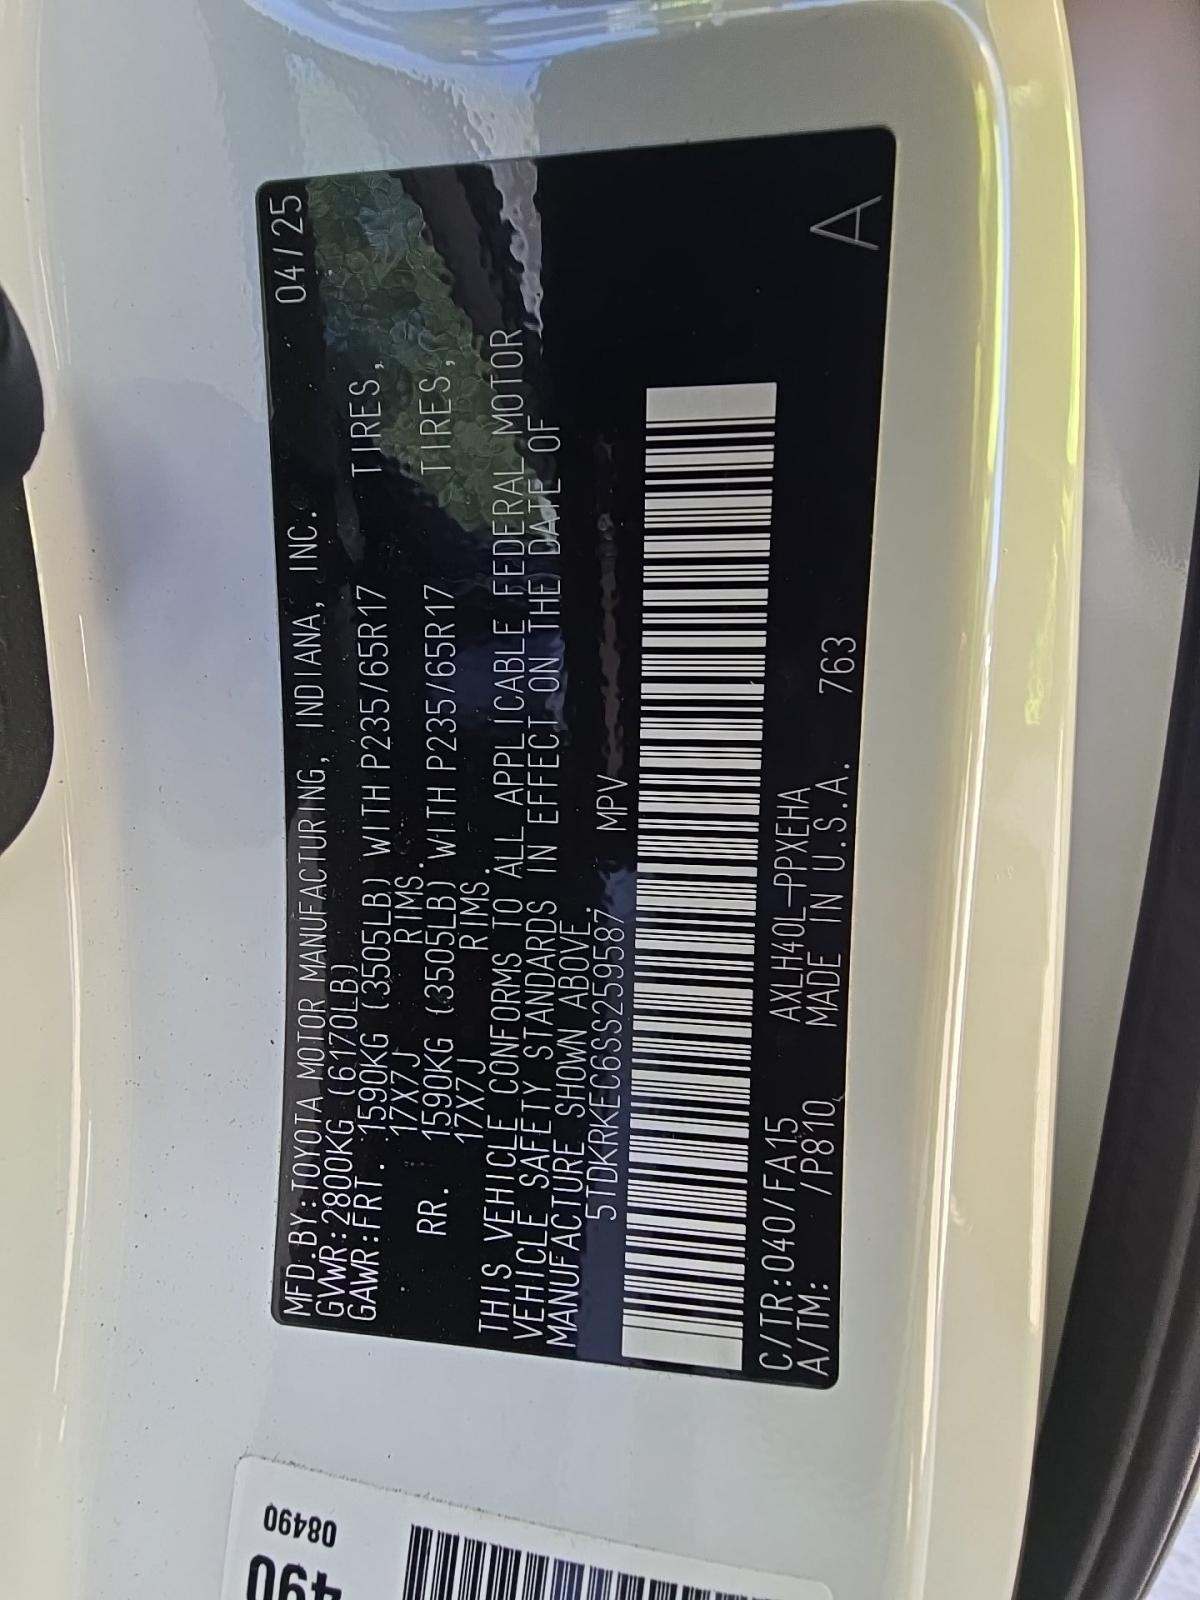 MFD.BY:TOYOTA MOTOR MANUFACTURING, INDIANA, INC. 04/25
GVWR:2800KG (6170LB)
GAWR:FRT. 1590KG (3505LB) WITH P235/65R17 TIRES,
17X7J RIMS.
RR. 1590KG (3505LB) WITH P235/65R17 TIRES,
17X7J RIMS.
THIS VEHICLE CONFORMS TO ALL APPLICABLE FEDERAL MOTOR
VEHICLE SAFETY STANDARDS IN EFFECT ON THE DATE OF
MANUFACTURE SHOWN ABOVE.
5TDKRKEC6SS259587 MPV
C/TR:040/FA15 AXLH40L-PPXEHA
A/TM: /P810 MADE IN U.S.A. 763
A
08490
490